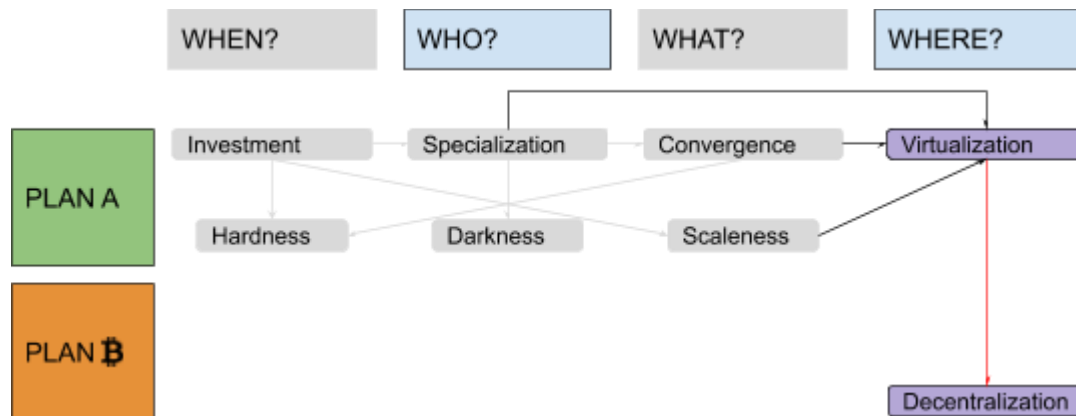 WHEN?
WHO?
WHAT?
WHERE?
PLAN A
Investment
Specialization
Convergence
Virtualization
Hardness
Darkness
Scaleness
PLAN ₿
Decentralization